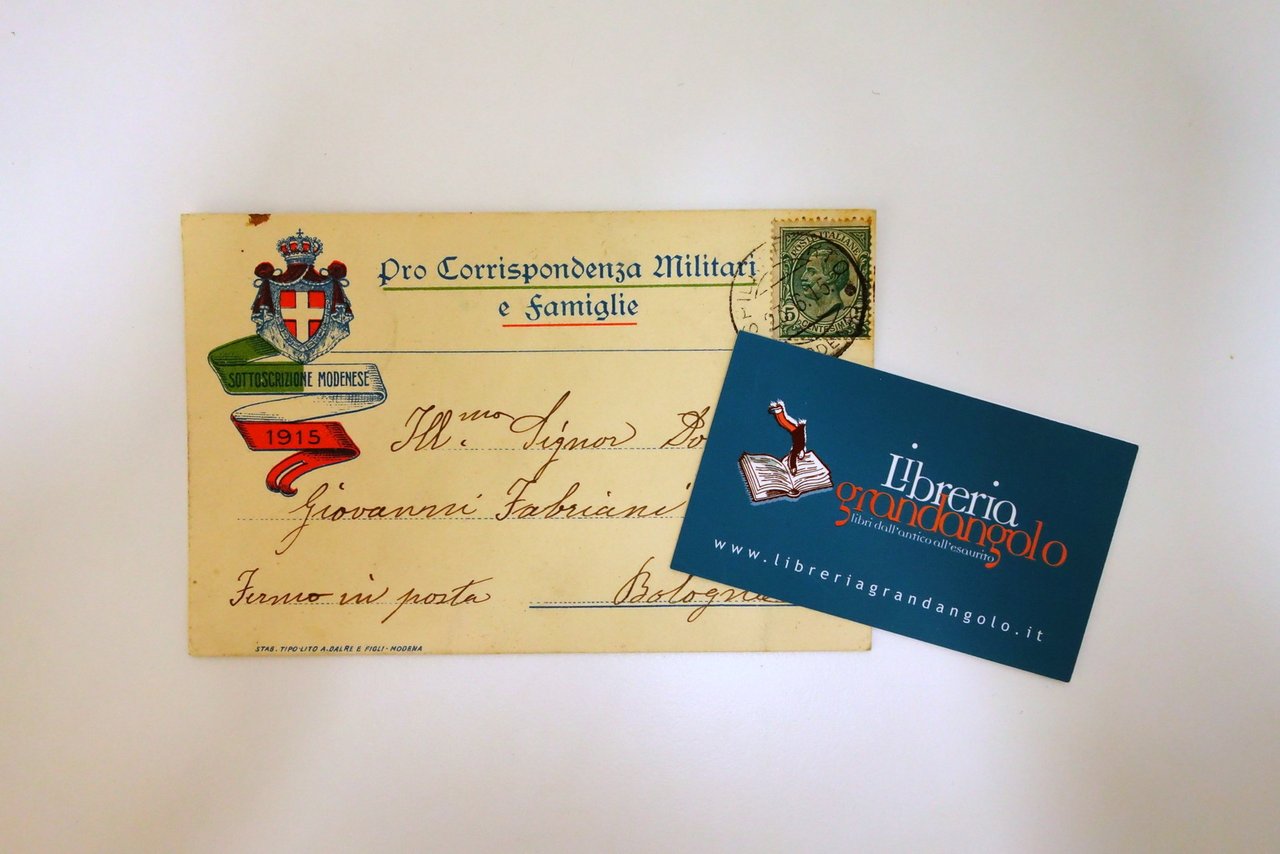 Pro Corrispondenza Militari
e Famiglie
POSTE ITALIANE
5
CENTESIMI
SOTTOSCRIZIONE MODENESE
1915
Ill.mo Signor Do
Giovanni Fabriani
Fermo in posta
Bologna
STAB. TIPO-LITO A. DALRE E FIGLI - MODENA
Libreria
grandangolo
libri dall'antico all'esaurito
www.libreriagrandangolo.it